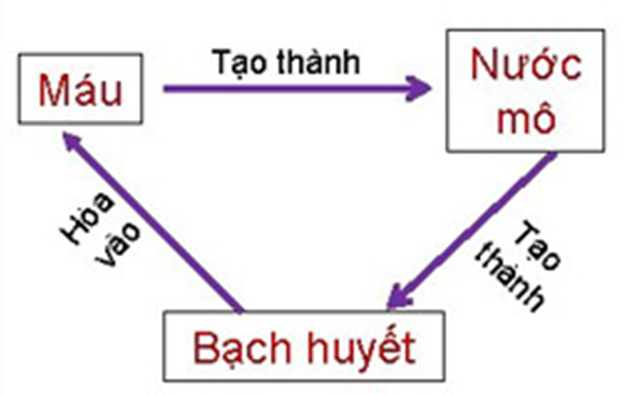 Máu
Tạo thành
Nước
mô
Tạo
thành
Bạch huyết
Hòa
vào